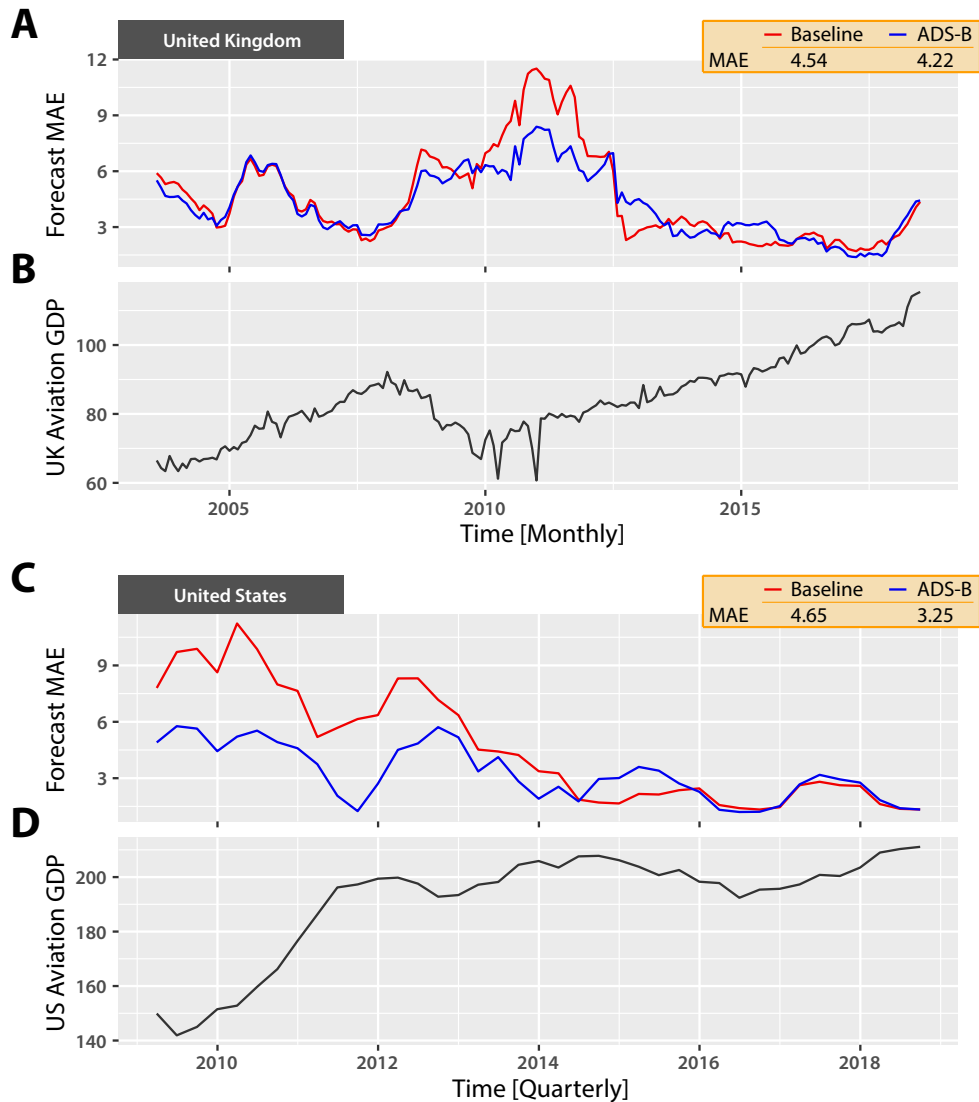 A
United Kingdom
Baseline ADS-B
MAE 4.54 4.22
Forecast MAE
12
9
6
3
B
UK Aviation GDP
100
80
60
2005 2010 2015
Time [Monthly]
C
United States
Baseline ADS-B
MAE 4.65 3.25
Forecast MAE
9
6
3
D
US Aviation GDP
200
180
160
140
2010 2012 2014 2016 2018
Time [Quarterly]